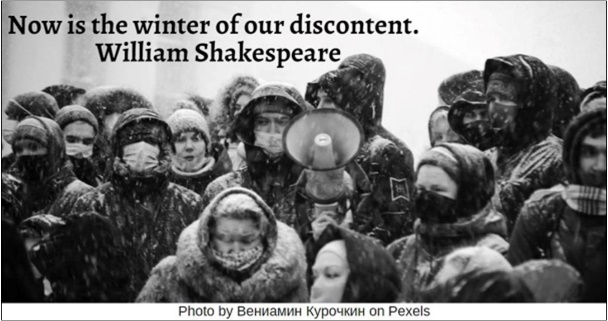 Now is the winter of our discontent.
William Shakespeare
Photo by Вениамин Курочкин on Pexels